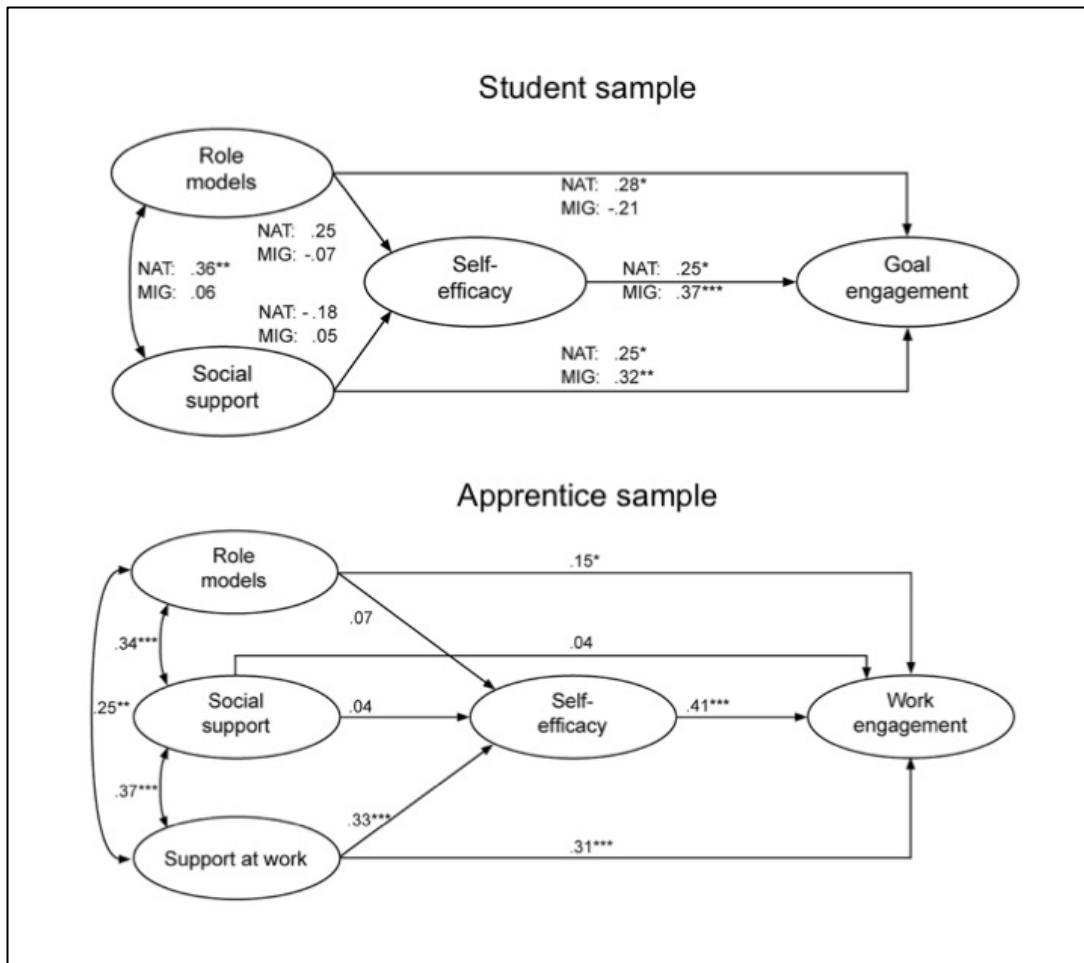 Student sample
Role
models
NAT: .28*
MIG: -.21
NAT: .25
MIG: -.07
NAT: .36**
MIG: .06
Self-
efficacy
NAT: .25*
MIG: .37***
Goal
engagement
NAT: -.18
MIG: .05
Social
support
NAT: .25*
MIG: .32**
Apprentice sample
Role
models
.15*
.07
.34***
.04
.25**
Social
support
.04
Self-
efficacy
.41***
Work
engagement
.37***
.33***
Support at work
.31***